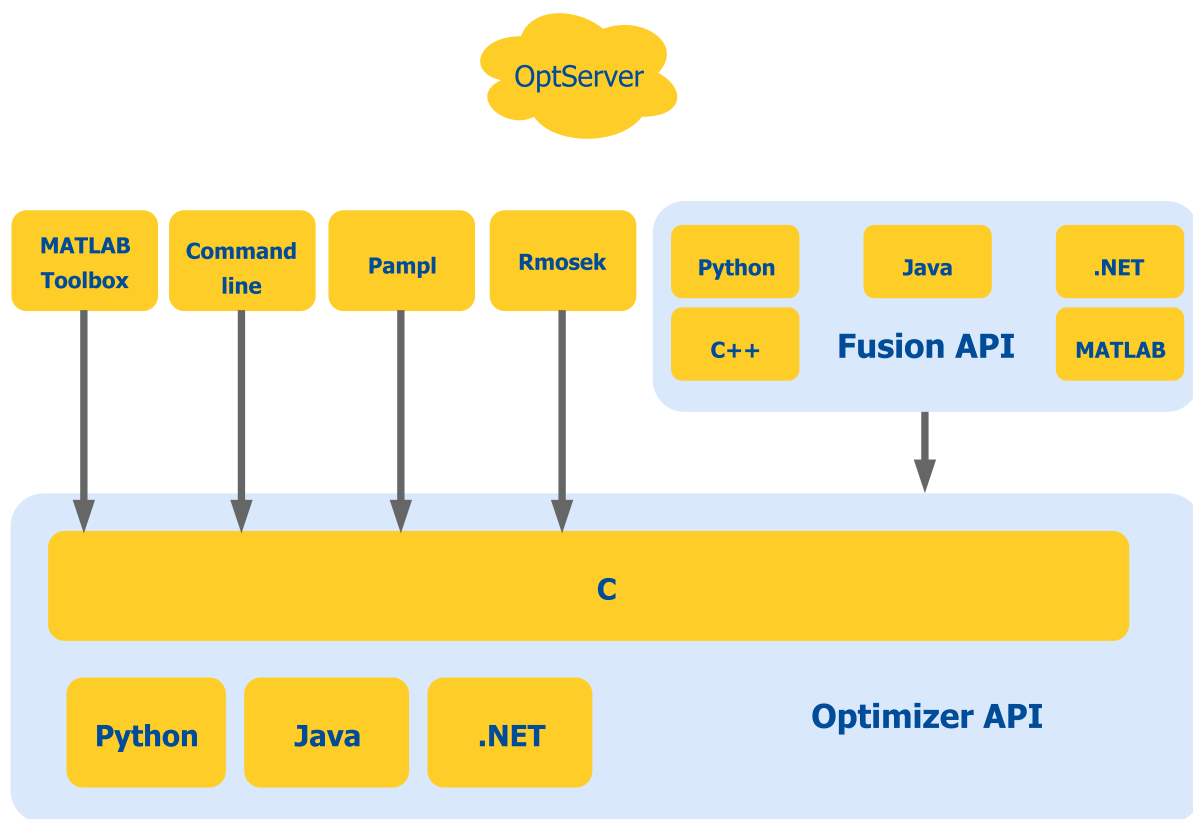 OptServer
MATLAB
Toolbox
Command
line
Pampl
Rmosek
Python
Java
.NET
C++
Fusion API
MATLAB
C
Python
Java
.NET
Optimizer API